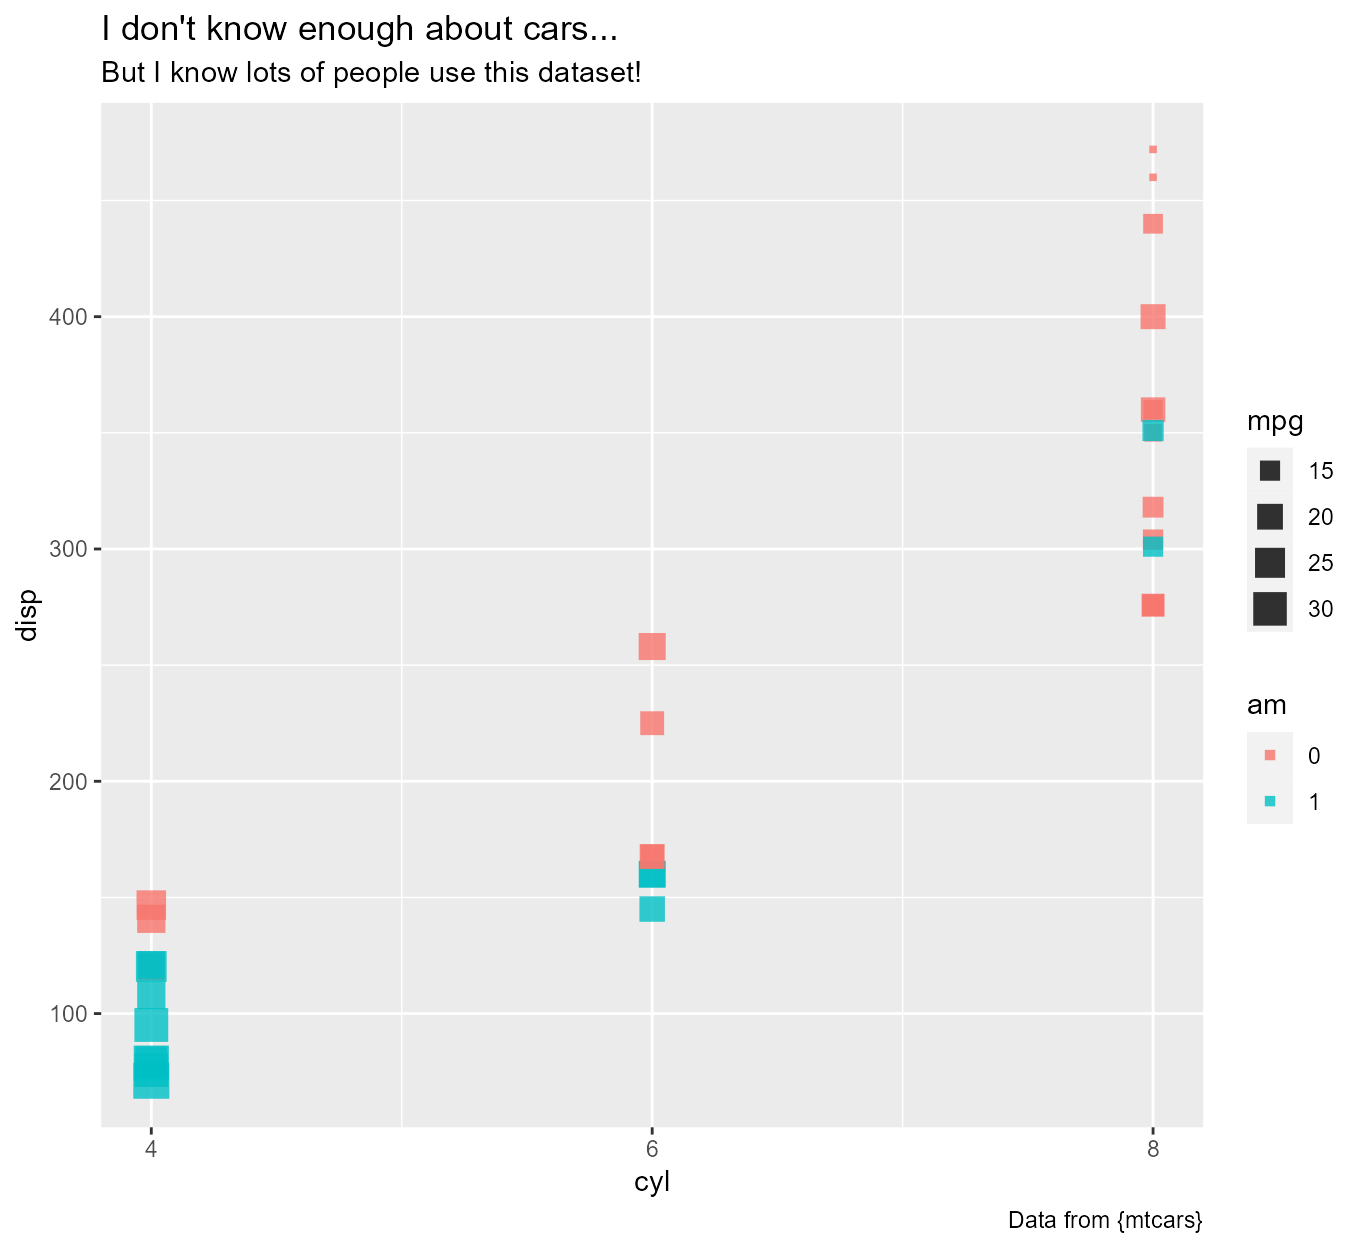 I don't know enough about cars...
But I know lots of people use this dataset!
400
300
200
100
disp
4
6
8
cyl
mpg
15
20
25
30
am
0
1
Data from {mtcars}